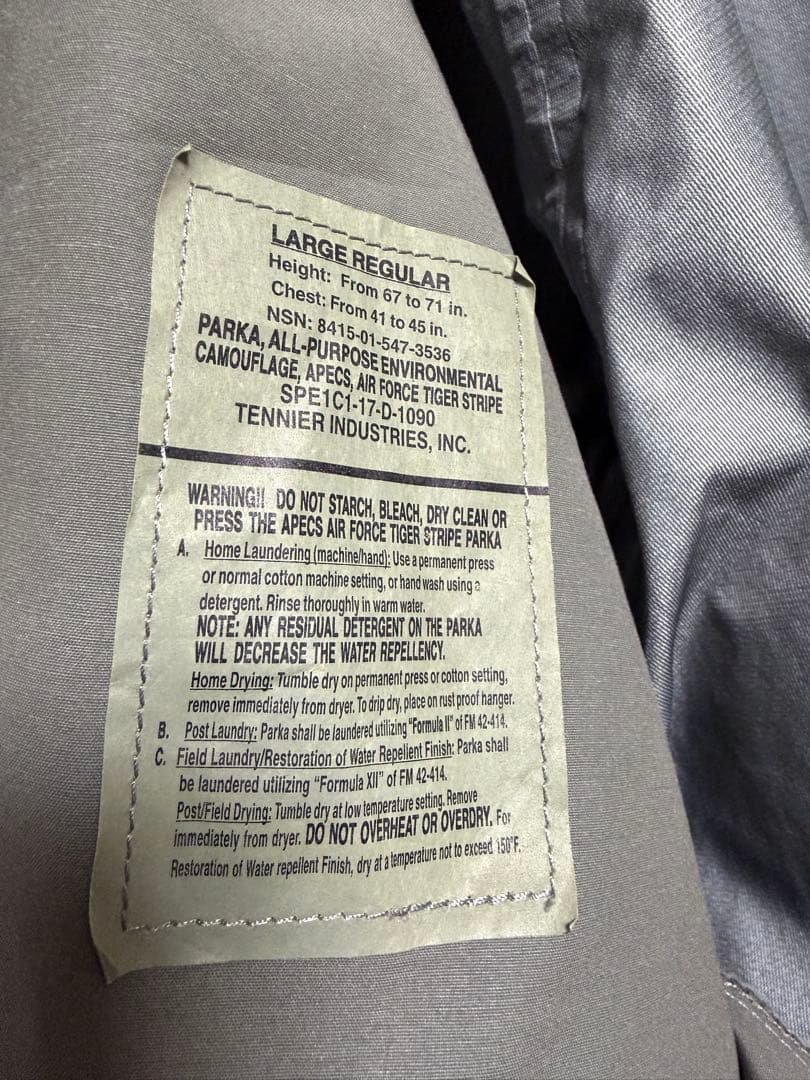 LARGE REGULAR
Height: From 67 to 71 in.
Chest: From 41 to 45 in.
NSN: 8415-01-547-3536
PARKA, ALL-PURPOSE ENVIRONMENTAL
CAMOUFLAGE, APECS, AIR FORCE TIGER STRIPE
SPE1C1-17-D-1090
TENNIER INDUSTRIES, INC.
WARNING!! DO NOT STARCH, BLEACH, DRY CLEAN OR
PRESS THE APECS AIR FORCE TIGER STRIPE PARKA
A. Home Laundering (machine/hand): Use a permanent press
or normal cotton machine setting, or hand wash using a
detergent. Rinse thoroughly in warm water.
NOTE: ANY RESIDUAL DETERGENT ON THE PARKA
WILL DECREASE THE WATER REPELLENCY.
Home Drying: Tumble dry on permanent press or cotton setting,
remove immediately from dryer. To drip dry, place on rust proof hanger.
B. Post Laundry: Parka shall be laundered utilizing "Formula II" of FM 42-414.
C. Field Laundry/Restoration of Water Repellent Finish: Parka shall
be laundered utilizing "Formula XII" of FM 42-414.
Post/Field Drying: Tumble dry at low temperature setting. Remove
immediately from dryer. DO NOT OVERHEAT OR OVERDRY. For
Restoration of Water repellent Finish, dry at a temperature not to exceed 150°F.